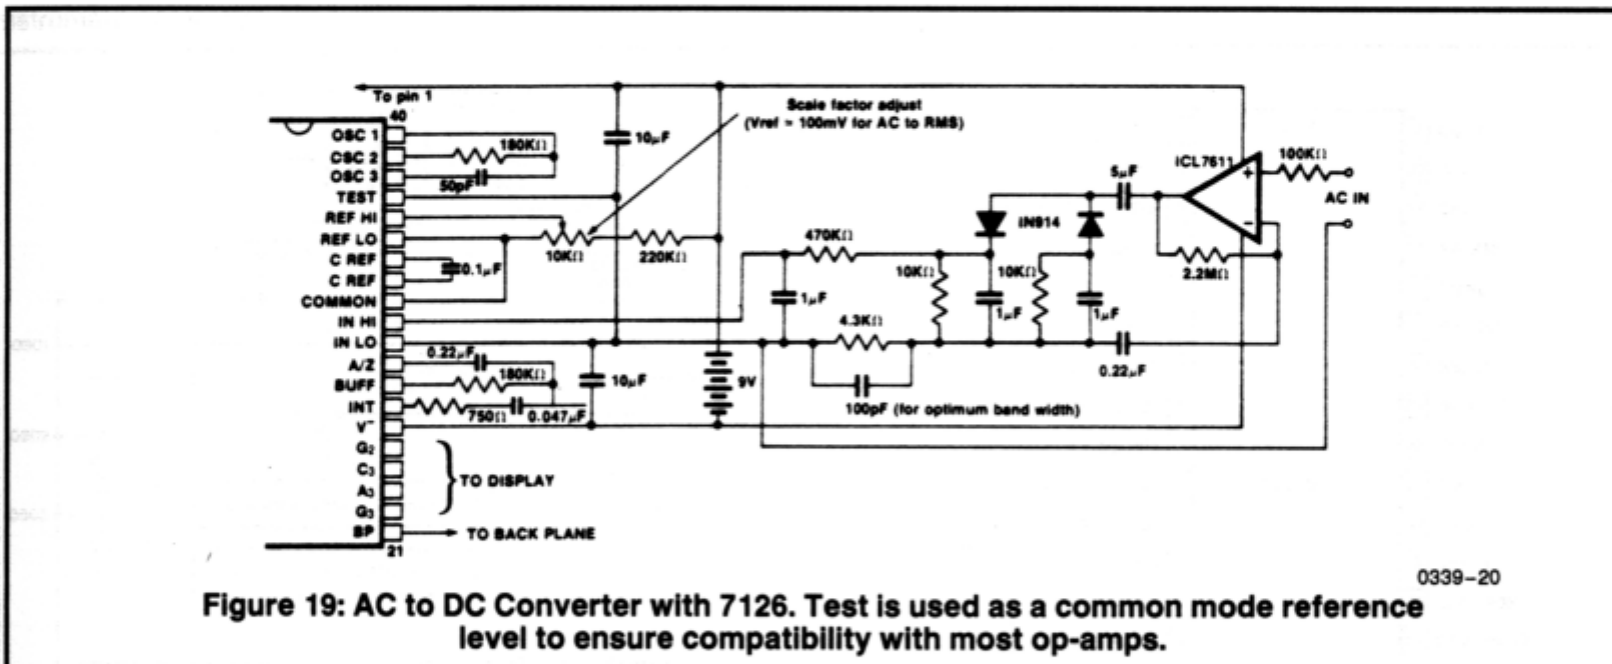 To pin 1
40
OSC 1
OSC 2
OSC 3
TEST
REF HI
REF LO
C REF
C REF
COMMON
IN HI
IN LO
A/Z
BUFF
INT
V⁻
G₂
C₃
A₃
G₃
BP
21
180KΩ
50pF
10μF
Scale factor adjust
(Vref = 100mV for AC to RMS)
10KΩ
220KΩ
0.1μF
0.22μF
180KΩ
750Ω
0.047μF
10μF
9V
TO DISPLAY
TO BACK PLANE
470KΩ
1μF
4.3KΩ
100pF (for optimum band width)
10KΩ
1μF
10KΩ
1μF
IN914
5μF
ICL7611
+
-
100KΩ
AC IN
2.2MΩ
0.22μF
0339-20
Figure 19: AC to DC Converter with 7126. Test is used as a common mode reference
level to ensure compatibility with most op-amps.